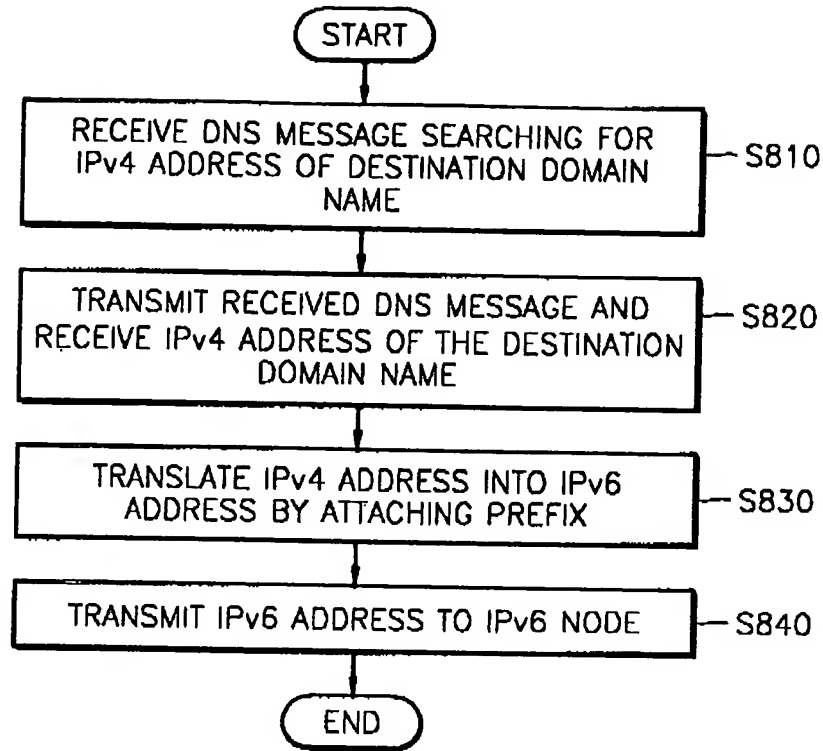 START
RECEIVE DNS MESSAGE SEARCHING FOR
IPv4 ADDRESS OF DESTINATION DOMAIN
NAME
S810
TRANSMIT RECEIVED DNS MESSAGE AND
RECEIVE IPv4 ADDRESS OF THE DESTINATION
DOMAIN NAME
S820
TRANSLATE IPv4 ADDRESS INTO IPv6
ADDRESS BY ATTACHING PREFIX
S830
TRANSMIT IPv6 ADDRESS TO IPv6 NODE
S840
END